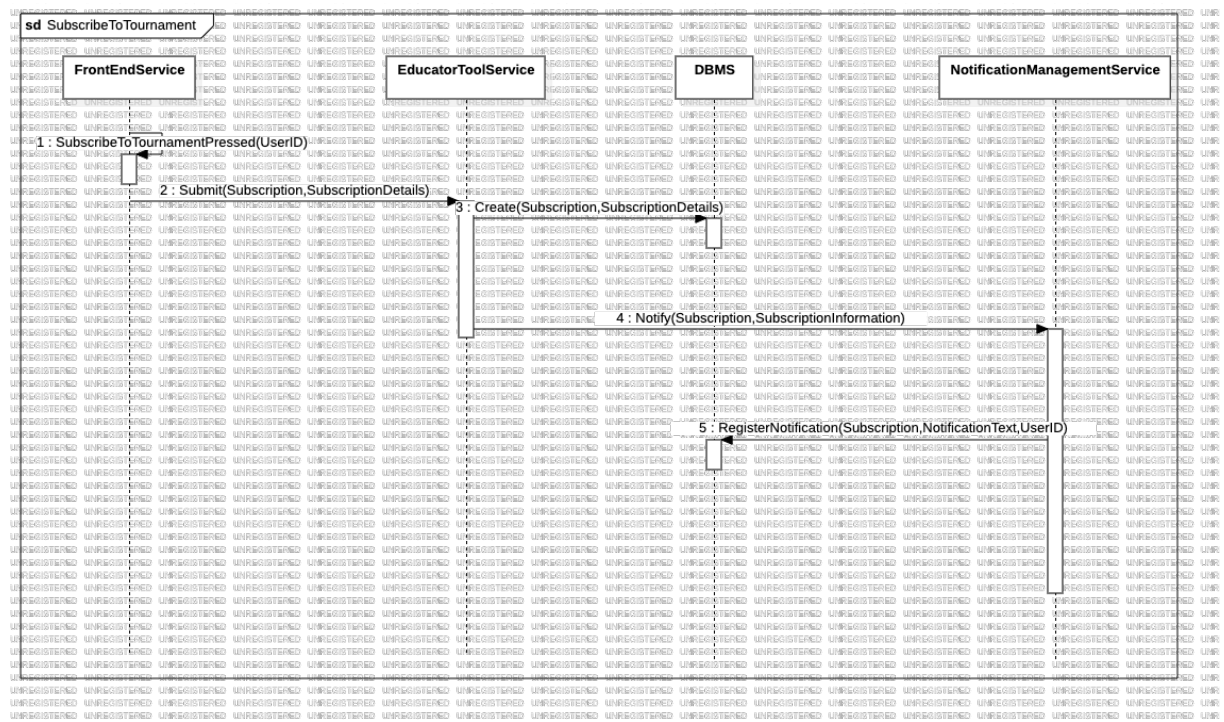 sd SubscribeToTournament
FrontEndService
EducatorToolService
DBMS
NotificationManagementService
1 : SubscribeToTournamentPressed(UserID)
2 : Submit(Subscription,SubscriptionDetails)
3 : Create(Subscription,SubscriptionDetails)
4 : Notify(Subscription,SubscriptionInformation)
5 : RegisterNotification(Subscription,NotificationText,UserID)
UNREGISTERED